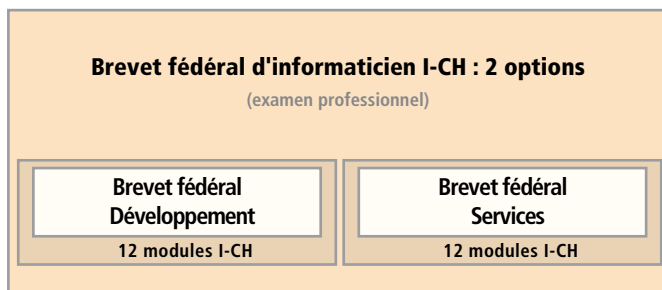 Brevet fédéral d'informaticien I-CH : 2 options
(examen professionnel)
Brevet fédéral
Développement
12 modules I-CH
Brevet fédéral
Services
12 modules I-CH